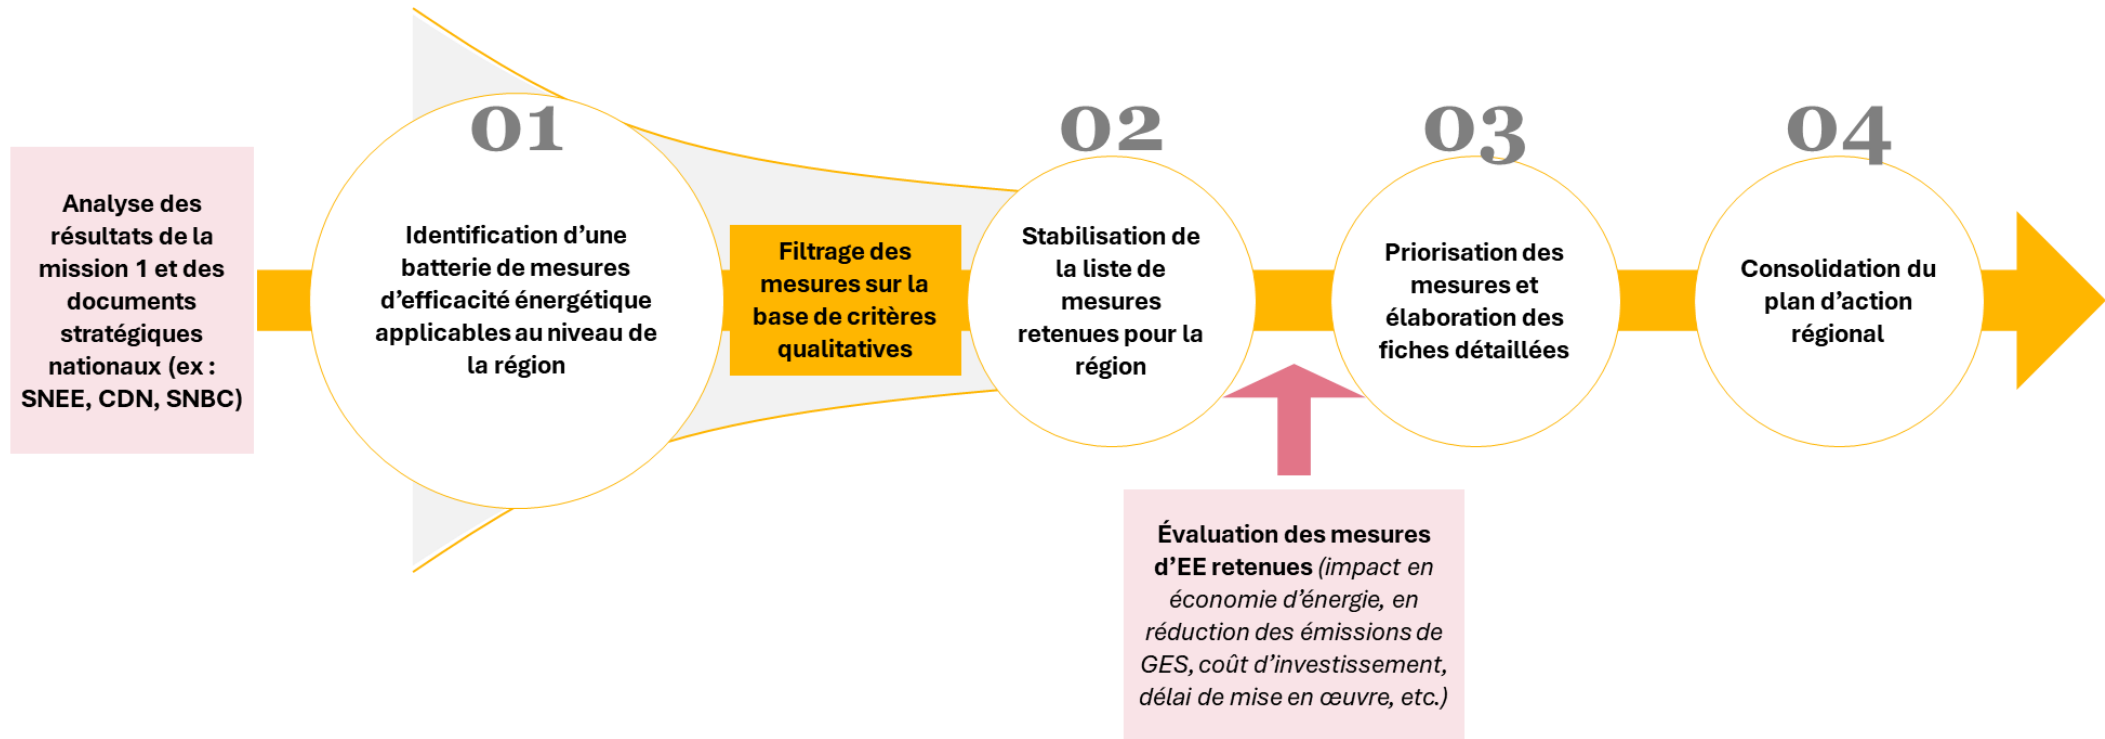 Analyse des
résultats de la
mission 1 et des
documents
stratégiques
nationaux (ex :
SNEE, CDN, SNBC)
01
Identification d’une
batterie de mesures
d’efficacité énergétique
applicables au niveau de
la région
Filtrage des
mesures sur la
base de critères
qualitatives
02
Stabilisation de
la liste de
mesures
retenues pour la
région
Évaluation des mesures
d’EE retenues (impact en
économie d’énergie, en
réduction des émissions de
GES, coût d’investissement,
délai de mise en œuvre, etc.)
03
Priorisation des
mesures et
élaboration des
fiches détaillées
04
Consolidation du
plan d’action
régional